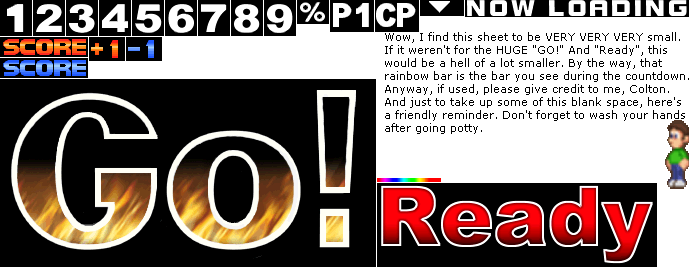 123456789% P1 CP NOW LOADING
SCORE +1 -1
SCORE
Wow, I find this sheet to be VERY VERY VERY small.
If it weren't for the HUGE "GO!" And "Ready", this
would be a hell of a lot smaller. By the way, that
rainbow bar is the bar you see during the countdown.
Anyway, if used, please give credit to me, Colton.
And just to take up some of this blank space, here's
a friendly reminder. Don't forget to wash your hands
after going potty.
Go!
Ready